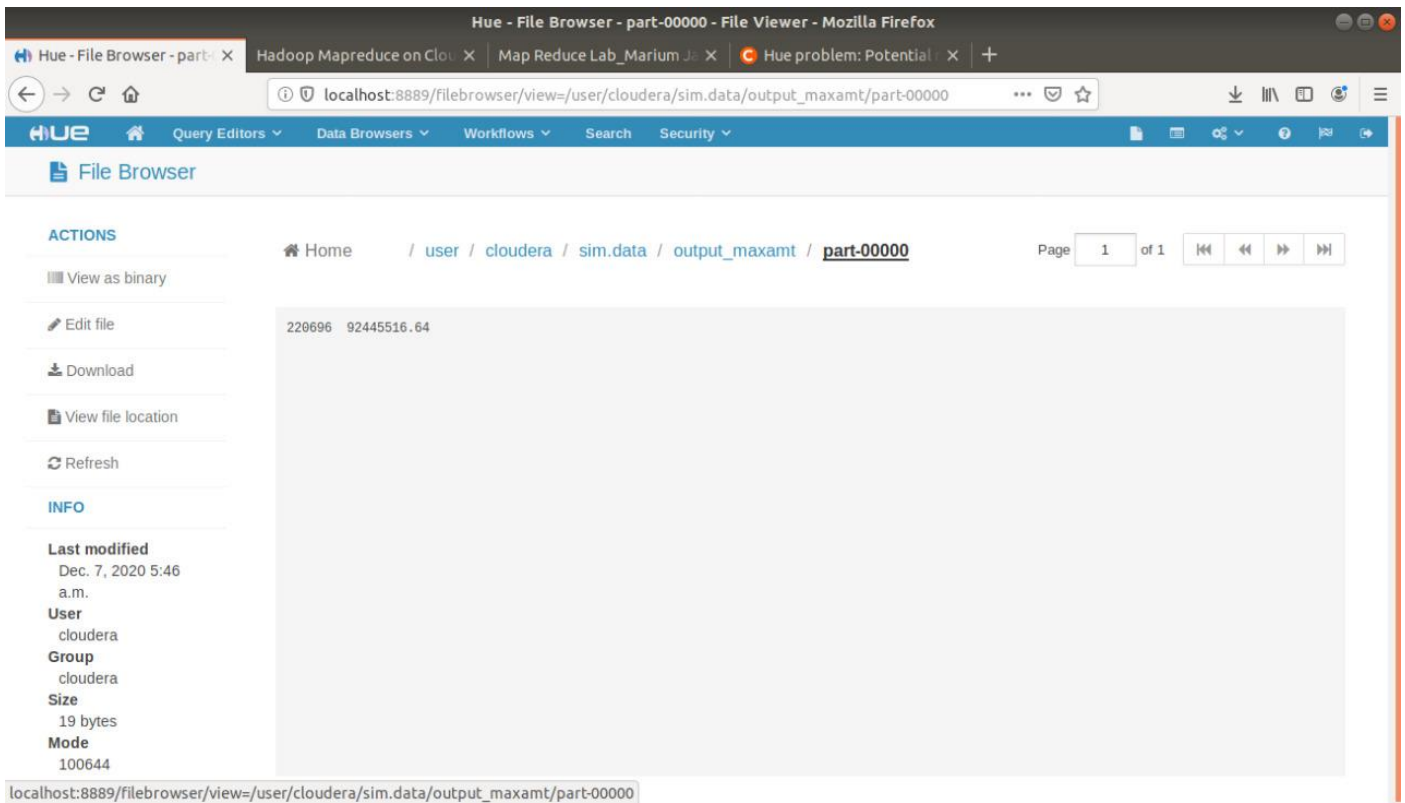 Hue - File Browser - part-00000 - File Viewer - Mozilla Firefox
Hue - File Browser - part- Hadoop Mapreduce on Clou Map Reduce Lab_Marium Ja Hue problem: Potential
localhost:8889/filebrowser/view=/user/cloudera/sim.data/output_maxamt/part-00000
HUE Query Editors Data Browsers Workflows Search Security
File Browser
ACTIONS
Home / user / cloudera / sim.data / output_maxamt / part-00000 Page 1 of 1
View as binary
Edit file
220696 92445516.64
Download
View file location
Refresh
INFO
Last modified
Dec. 7, 2020 5:46
a.m.
User
cloudera
Group
cloudera
Size
19 bytes
Mode
100644
localhost:8889/filebrowser/view=/user/cloudera/sim.data/output_maxamt/part-00000